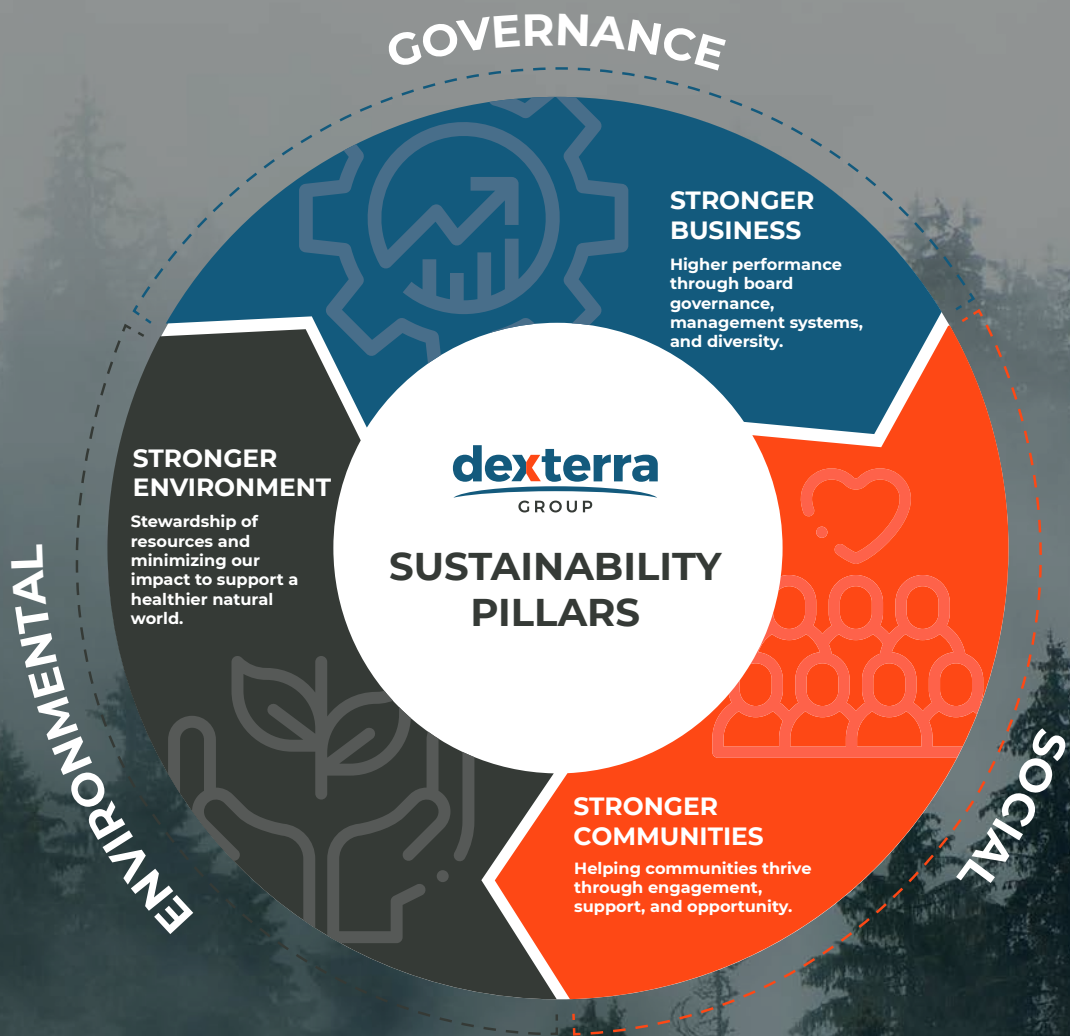 GOVERNANCE
STRONGER
BUSINESS
Higher performance
through board
governance,
management systems,
and diversity.
STRONGER
ENVIRONMENT
Stewardship of
resources and
minimizing our
impact to support a
healthier natural
world.
dexterra
GROUP
SUSTAINABILITY
PILLARS
ENVIRONMENTAL
SOCIAL
STRONGER
COMMUNITIES
Helping communities thrive
through engagement,
support, and opportunity.